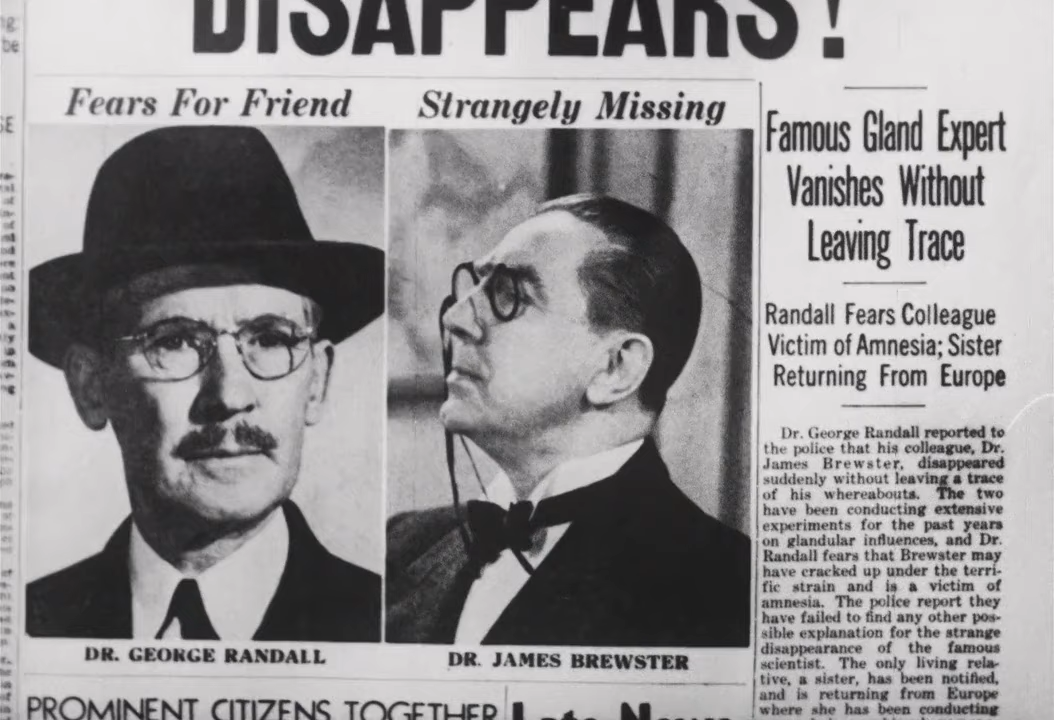 DISAPPEARS!
Fears For Friend
Strangely Missing
DR. GEORGE RANDALL
DR. JAMES BREWSTER
Famous Gland Expert
Vanishes Without
Leaving Trace
Randall Fears Colleague
Victim of Amnesia; Sister
Returning From Europe
Dr. George Randall reported to
the police that his colleague, Dr.
James Brewster, disappeared
suddenly without leaving a trace
of his whereabouts. The two
have been conducting extensive
experiments for the past years
on glandular influences, and Dr.
Randall fears that Brewster may
have cracked up under the terri-
fic strain and is a victim of
amnesia. The police report they
have failed to find any other pos-
sible explanation for the strange
disappearance of the famous
scientist. The only living rela-
tive, a sister, has been notified,
and is returning from Europe
where she has been conducting
PROMINENT CITIZENS TOGETHER
Late News